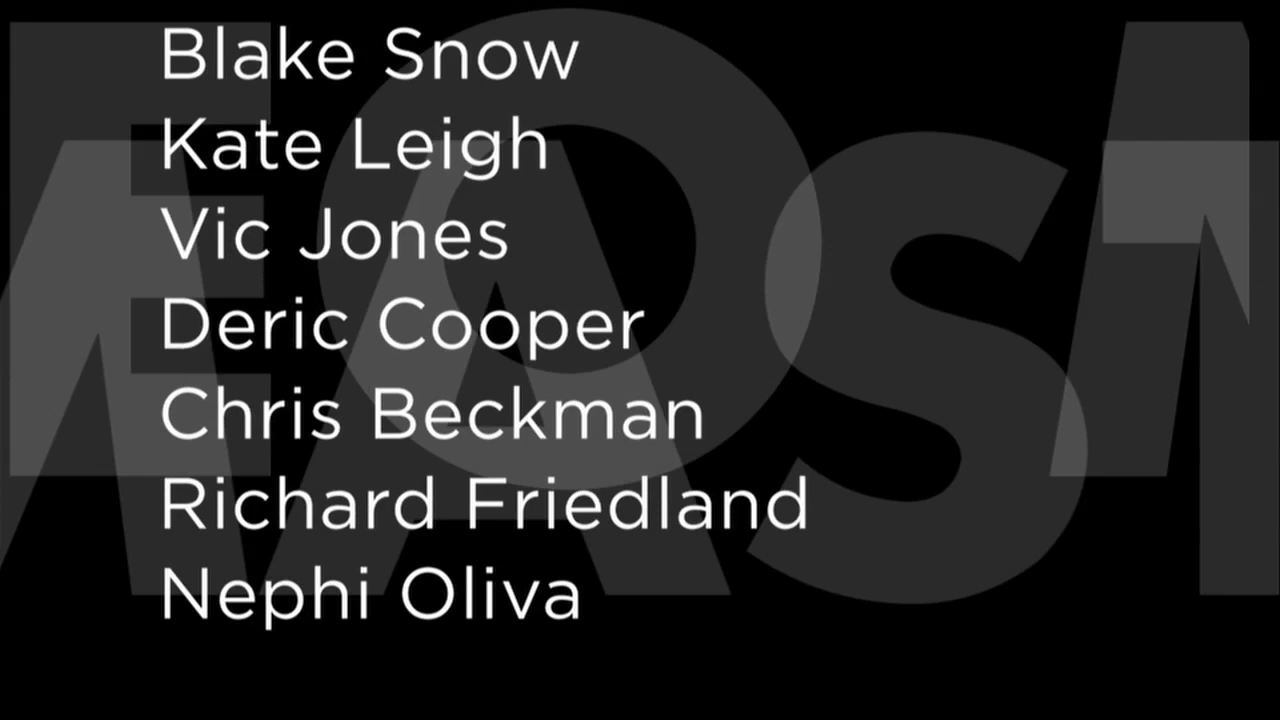 Blake Snow
Kate Leigh
Vic Jones
Deric Cooper
Chris Beckman
Richard Friedland
Nephi Oliva